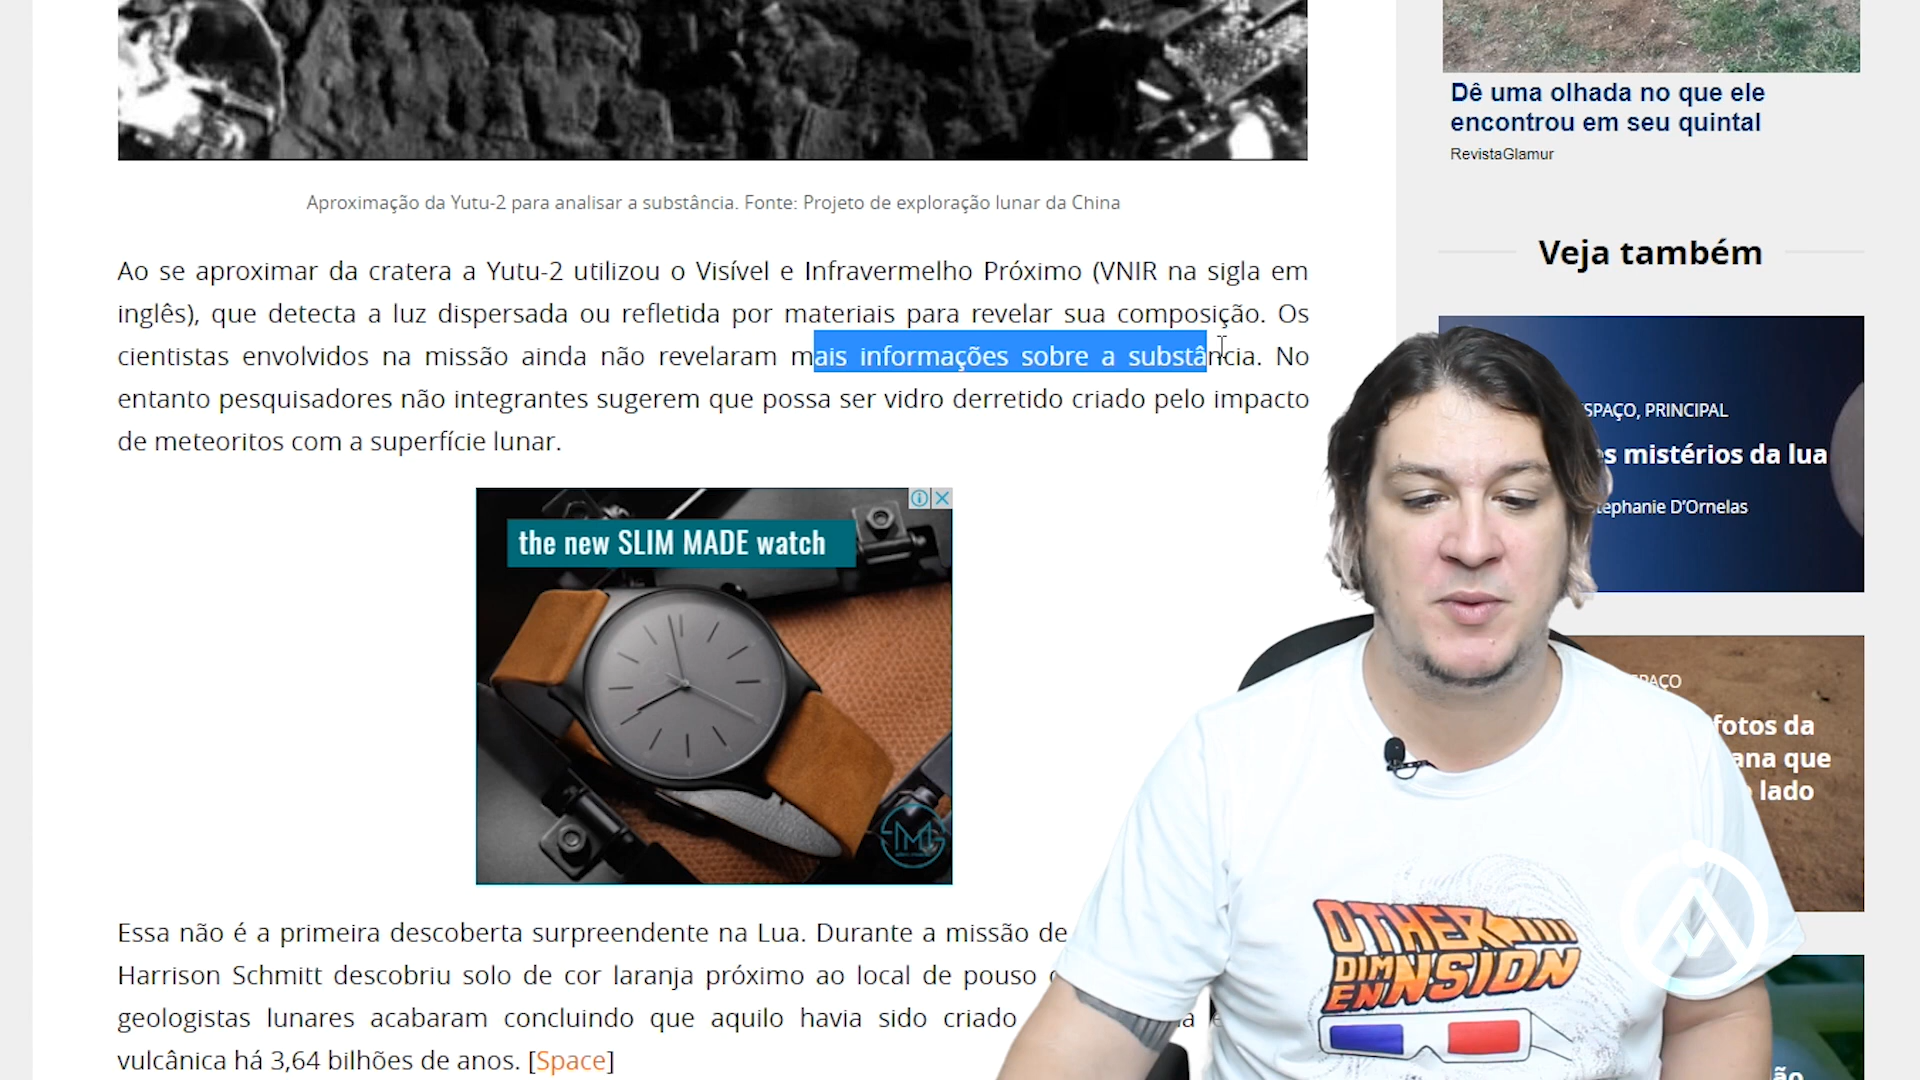 Dê uma olhada no que ele
encontrou em seu quintal
RevistaGlamur
Aproximação da Yutu-2 para analisar a substância. Fonte: Projeto de exploração lunar da China
Ao se aproximar da cratera a Yutu-2 utilizou o Visível e Infravermelho Próximo (VNIR na sigla em
inglês), que detecta a luz dispersada ou refletida por materiais para revelar sua composição. Os
cientistas envolvidos na missão ainda não revelaram mais informações sobre a substância. No
entanto pesquisadores não integrantes sugerem que possa ser vidro derretido criado pelo impacto
de meteoritos com a superfície lunar.
the new SLIM MADE watch
Essa não é a primeira descoberta surpreendente na Lua. Durante a missão de
Harrison Schmitt descobriu solo de cor laranja próximo ao local de pouso
geologistas lunares acabaram concluindo que aquilo havia sido criado
vulcânica há 3,64 bilhões de anos. [Space]
Veja também
SPAÇO, PRINCIPAL
es mistérios da lua
tephanie D'Ornelas
PAÇO
fotos da
ana que
lado
ão
OTHER
DIMENNSION